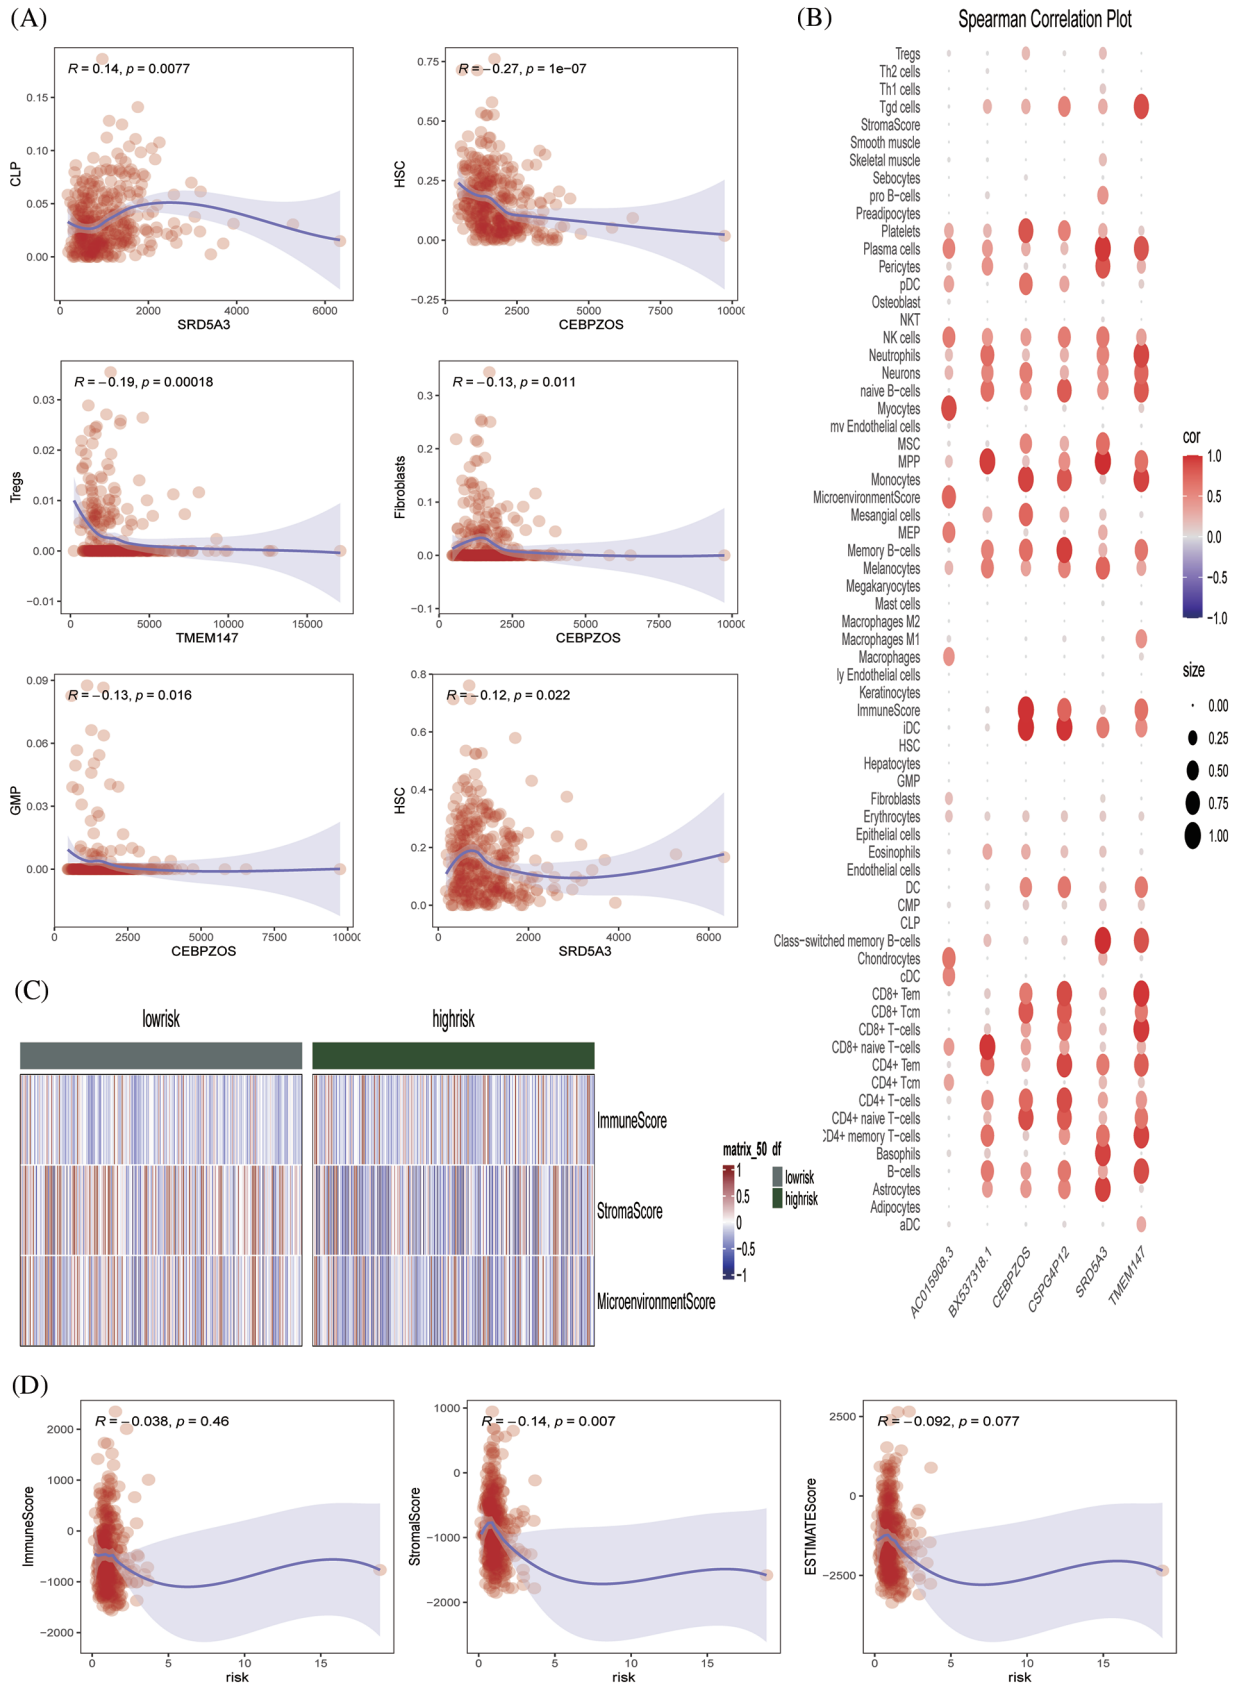 (A)
R = 0.14, p = 0.0077
CLP
0.15
0.10
0.05
0.00
0
2000
4000
6000
SRD5A3
R = −0.27, p = 1e−07
HSC
0.75
0.50
0.25
0.00
−0.25
0
2500
5000
7500
1000
CEBPZOS
R = −0.19, p = 0.00018
Tregs
0.03
0.02
0.01
0.00
−0.01
0
5000
10000
15000
TMEM147
R = −0.13, p = 0.011
Fibroblasts
0.3
0.2
0.1
0.0
−0.1
0
2500
5000
7500
1000
CEBPZOS
R = −0.13, p = 0.016
GMP
0.09
0.06
0.03
0.00
0
2500
5000
7500
1000
CEBPZOS
R = −0.12, p = 0.022
HSC
0.8
0.6
0.4
0.2
0.0
0
2000
4000
6000
SRD5A3
(B)
Spearman Correlation Plot
Tregs
Th2 cells
Th1 cells
Tgd cells
StromaScore
Smooth muscle
Skeletal muscle
Sebocytes
pro B−cells
Preadipocytes
Platelets
Plasma cells
Pericytes
pDC
Osteoblast
NKT
NK cells
Neutrophils
Neurons
naive B−cells
Myocytes
mv Endothelial cells
MSC
MPP
Monocytes
MicroenvironmentScore
Mesangial cells
MEP
Memory B−cells
Melanocytes
Megakaryocytes
Mast cells
Macrophages M2
Macrophages M1
Macrophages
ly Endothelial cells
Keratinocytes
ImmuneScore
iDC
HSC
Hepatocytes
GMP
Fibroblasts
Erythrocytes
Epithelial cells
Eosinophils
Endothelial cells
DC
CMP
CLP
Class−switched memory B−cells
Chondrocytes
cDC
CD8+ Tem
CD8+ Tcm
CD8+ T−cells
CD8+ naive T−cells
CD4+ Tem
CD4+ Tcm
CD4+ T−cells
CD4+ naive T−cells
CD4+ memory T−cells
Basophils
B−cells
Astrocytes
Adipocytes
aDC
AC015908.3
BX537318.1
CEBPZOS
CSPG4P12
SRD5A3
TMEM147
cor
1.0
0.5
0.0
−0.5
−1.0
size
0.00
0.25
0.50
0.75
1.00
(C)
lowrisk
highrisk
ImmuneScore
StromaScore
MicroenvironmentScore
matrix_50
1
0.5
0
−0.5
−1
df
lowrisk
highrisk
(D)
R = −0.038, p = 0.46
ImmuneScore
2000
1000
0
−1000
−2000
0
5
10
15
risk
R = −0.14, p = 0.007
StromalScore
1000
0
−1000
−2000
0
5
10
15
risk
R = −0.092, p = 0.077
ESTIMATEScore
2500
0
−2500
0
5
10
15
risk